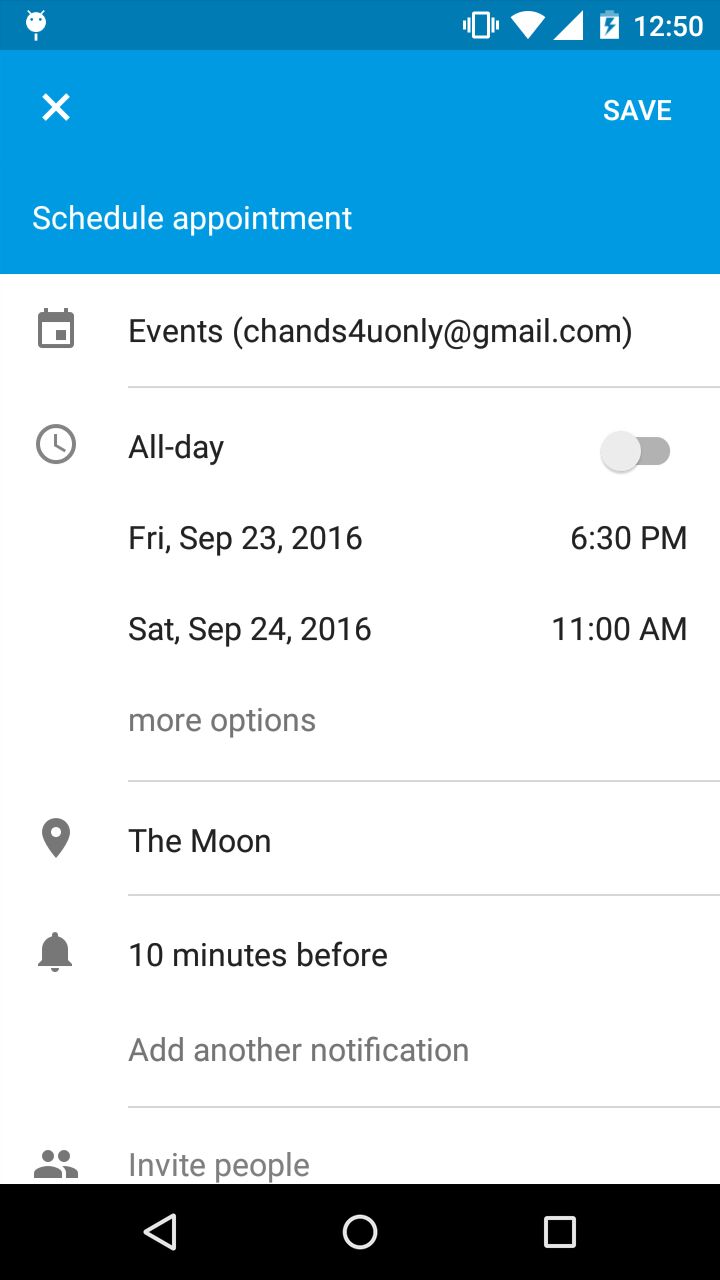 12:50
SAVE
Schedule appointment
Events (chands4uonly@gmail.com)
All-day
Fri, Sep 23, 2016 6:30 PM
Sat, Sep 24, 2016 11:00 AM
more options
The Moon
10 minutes before
Add another notification
Invite people